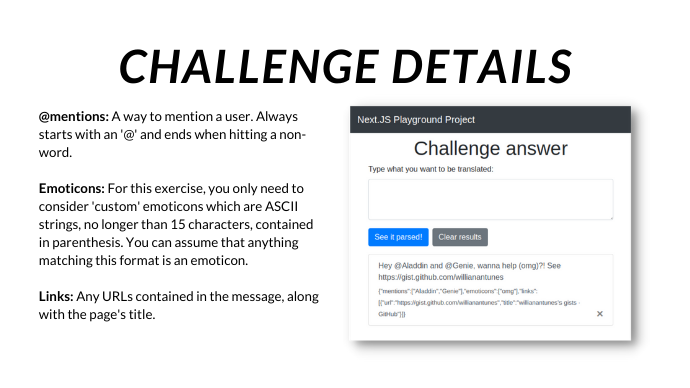 CHALLENGE DETAILS
@mentions: A way to mention a user. Always
starts with an '@' and ends when hitting a non-
word.
Emoticons: For this exercise, you only need to
consider 'custom' emoticons which are ASCII
strings, no longer than 15 characters, contained
in parenthesis. You can assume that anything
matching this format is an emoticon.
Links: Any URLs contained in the message, along
with the page's title.
Next.JS Playground Project
Challenge answer
Type what you want to be translated:
See it parsed! Clear results
Hey @Aladdin and @Genie, wanna help (omg)?! See
https://gist.github.com/willianantunes
{"mentions":["Aladdin","Genie"],"emoticons":["omg"],"links":
[{"url":"https://gist.github.com/willianantunes","title":"willianantunes's gists ·
GitHub"}]}
×